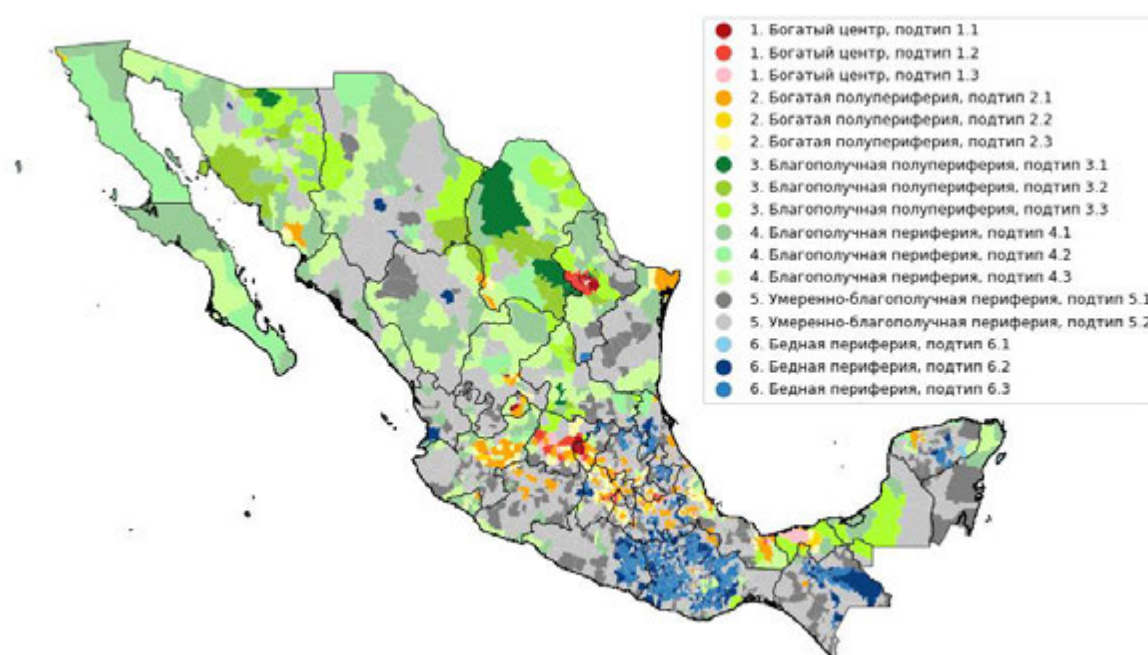 1. Богатый центр, подтип 1.1
1. Богатый центр, подтип 1.2
1. Богатый центр, подтип 1.3
2. Богатая полупериферия, подтип 2.1
2. Богатая полупериферия, подтип 2.2
2. Богатая полупериферия, подтип 2.3
3. Благополучная полупериферия, подтип 3.1
3. Благополучная полупериферия, подтип 3.2
3. Благополучная полупериферия, подтип 3.3
4. Благополучная периферия, подтип 4.1
4. Благополучная периферия, подтип 4.2
4. Благополучная периферия, подтип 4.3
5. Умеренно-благополучная периферия, подтип 5.1
5. Умеренно-благополучная периферия, подтип 5.2
6. Бедная периферия, подтип 6.1
6. Бедная периферия, подтип 6.2
6. Бедная периферия, подтип 6.3